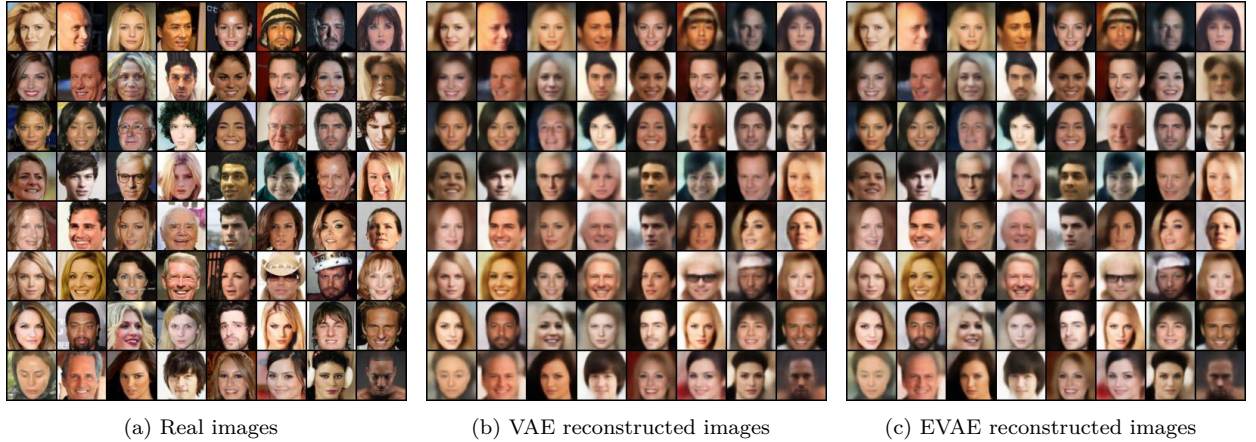 (a) Real images
(b) VAE reconstructed images
(c) EVAE reconstructed images